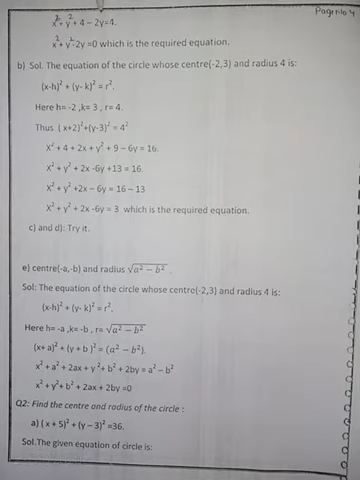 Page No 4
x² + y² + 4 – 2y=4.
x² + y² -2y =0 which is the required equation.
b) Sol. The equation of the circle whose centre(-2,3) and radius 4 is:
(x-h)² + (y- k)² = r².
Here h= -2 ,k= 3 , r= 4.
Thus ( x+2)²+(y-3)² = 4²
X² + 4 + 2x + y² + 9 – 6y = 16.
X² + y² + 2x -6y +13 = 16.
X² + y² +2x – 6y = 16 – 13
X² + y² + 2x -6y = 3 which is the required equation.
c) and d): Try it.
e) centre(-a,-b) and radius √a² − b² .
Sol: The equation of the circle whose centre(-2,3) and radius 4 is:
(x-h)² + (y- k)² = r².
Here h= -a ,k= -b , r= √a² − b²
(x+ a)² + (y + b )² = (a² − b²).
x² + a² + 2ax + y² + b² + 2by = a² – b²
x² + y²+ b² + 2ax + 2by =0
Q2: Find the centre and radius of the circle :
a) ( x + 5)² + (y – 3)² =36.
Sol.The given equation of circle is: